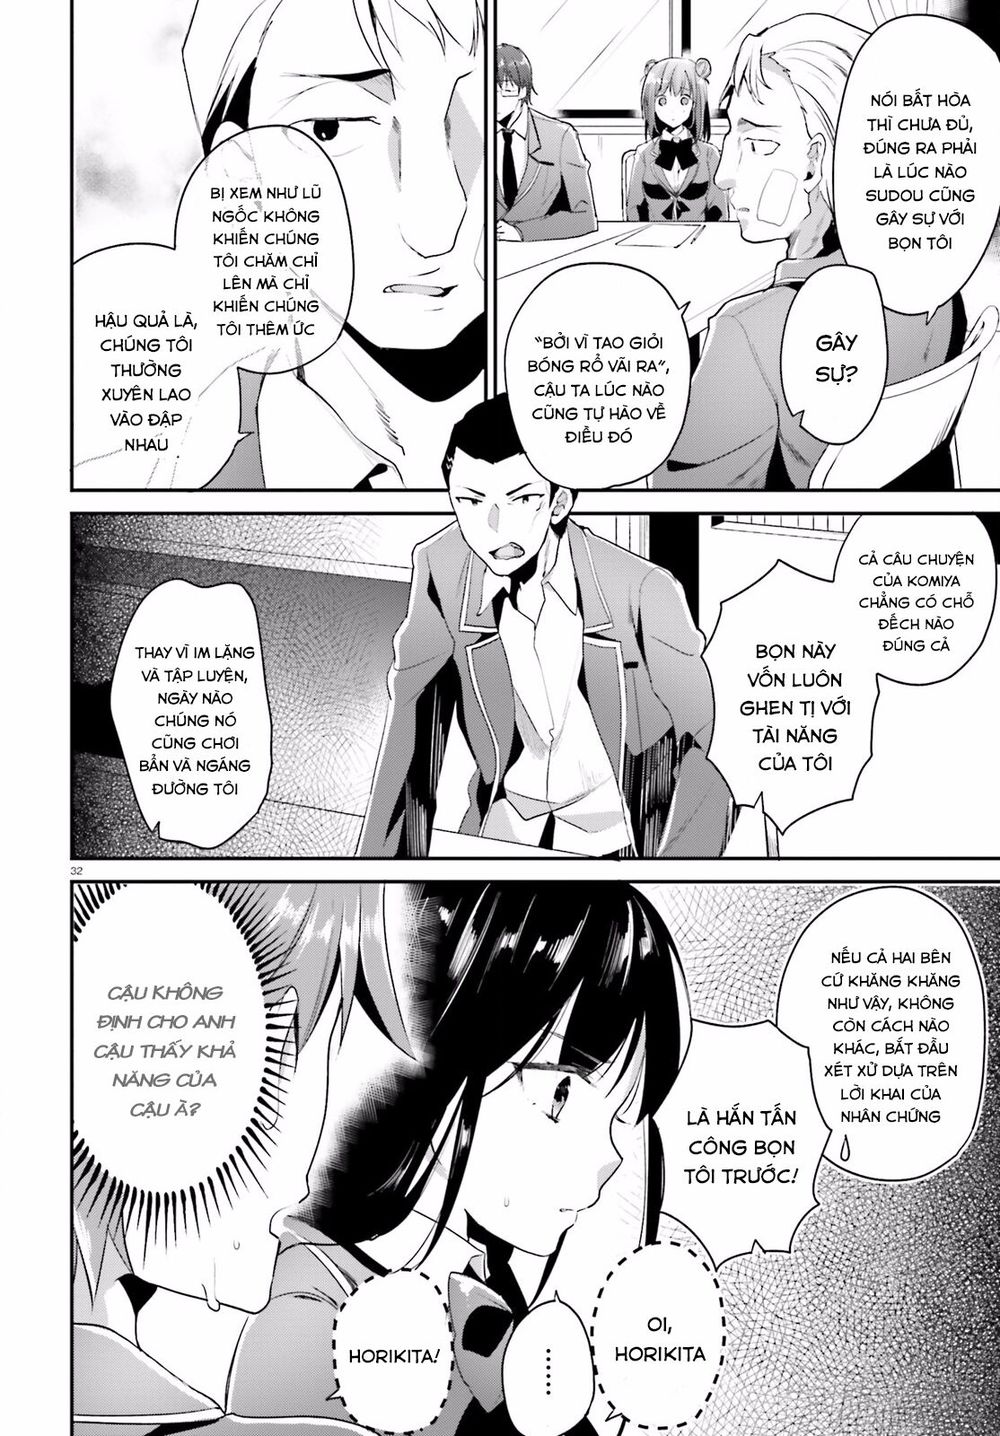 NÓI BẤT HÒA
THÌ CHƯA ĐỦ,
ĐÚNG RA PHẢI
LÀ LÚC NÀO
SUDOU CŨNG
GÂY SỰ VỚI
BỌN TÔI
GÂY
SỰ?
"BỞI VÌ TAO GIỎI
BÓNG RỔ VÃI RA",
CẬU TA LÚC NÀO
CŨNG TỰ HÀO VỀ
ĐIỀU ĐÓ
BỊ XEM NHƯ LŨ
NGỐC KHÔNG
KHIẾN CHÚNG
TÔI CHĂM CHỈ
LÊN MÀ CHỈ
KHIẾN CHÚNG
TÔI THÊM ỨC
HẬU QUẢ LÀ,
CHÚNG TÔI
THƯỜNG
XUYÊN LAO
VÀO ĐẬP
NHAU
CẢ CÂU CHUYỆN
CỦA KOMIYA
CHẲNG CÓ CHỖ
ĐẾCH NÀO
ĐÚNG CẢ
BỌN NÀY
VỐN LUÔN
GHEN TỊ VỚI
TÀI NĂNG
CỦA TÔI
THAY VÌ IM LẶNG
VÀ TẬP LUYỆN,
NGÀY NÀO
CHÚNG NÓ
CŨNG CHƠI
BẨN VÀ NGÁNG
ĐƯỜNG TÔI
32
NẾU CẢ HAI BÊN
CỨ KHĂNG KHĂNG
NHƯ VẬY, KHÔNG
CÒN CÁCH NÀO
KHÁC, BẮT ĐẦU
XÉT XỬ DỰA TRÊN
LỜI KHAI CỦA
NHÂN CHỨNG
LÀ HẮN TẤN
CÔNG BỌN
TÔI TRƯỚC!
CẬU KHÔNG
ĐỊNH CHO ANH
CẬU THẤY KHẢ
NĂNG CỦA
CẬU À?
OI,
HORIKITA
......
HORIKITA!